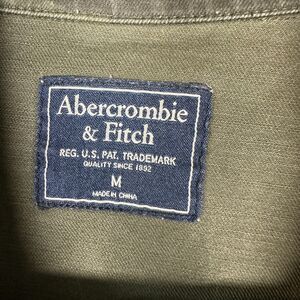 Abercrombie
& Fitch
REG. U.S. PAT. TRADEMARK
QUALITY SINCE 1892
M
MADE IN CHINA